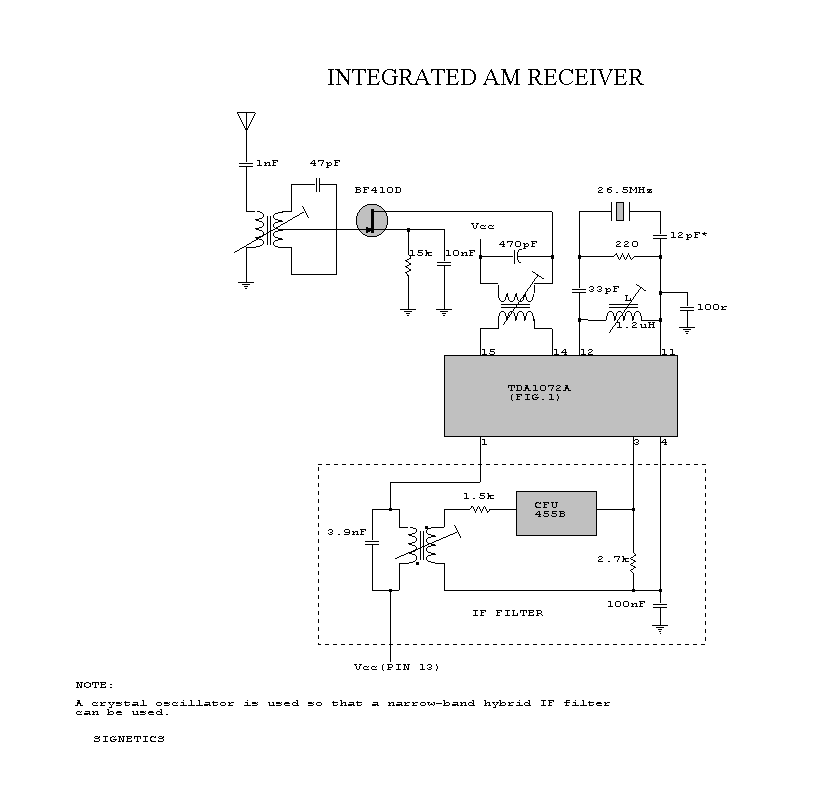 INTEGRATED AM RECEIVER
1nF
47pF
BF410D
26.5MHz
Vcc
12pF*
15k
10nF
470pF
220
33pF
L
1.2uH
100r
15
14
12
11
TDA1072A
(FIG.1)
1
3
4
1.5k
CFU
455B
3.9nF
2.7k
100nF
IF FILTER
Vcc(PIN 13)
NOTE:
A crystal oscillator is used so that a narrow-band hybrid IF filter
can be used.
SIGNETICS